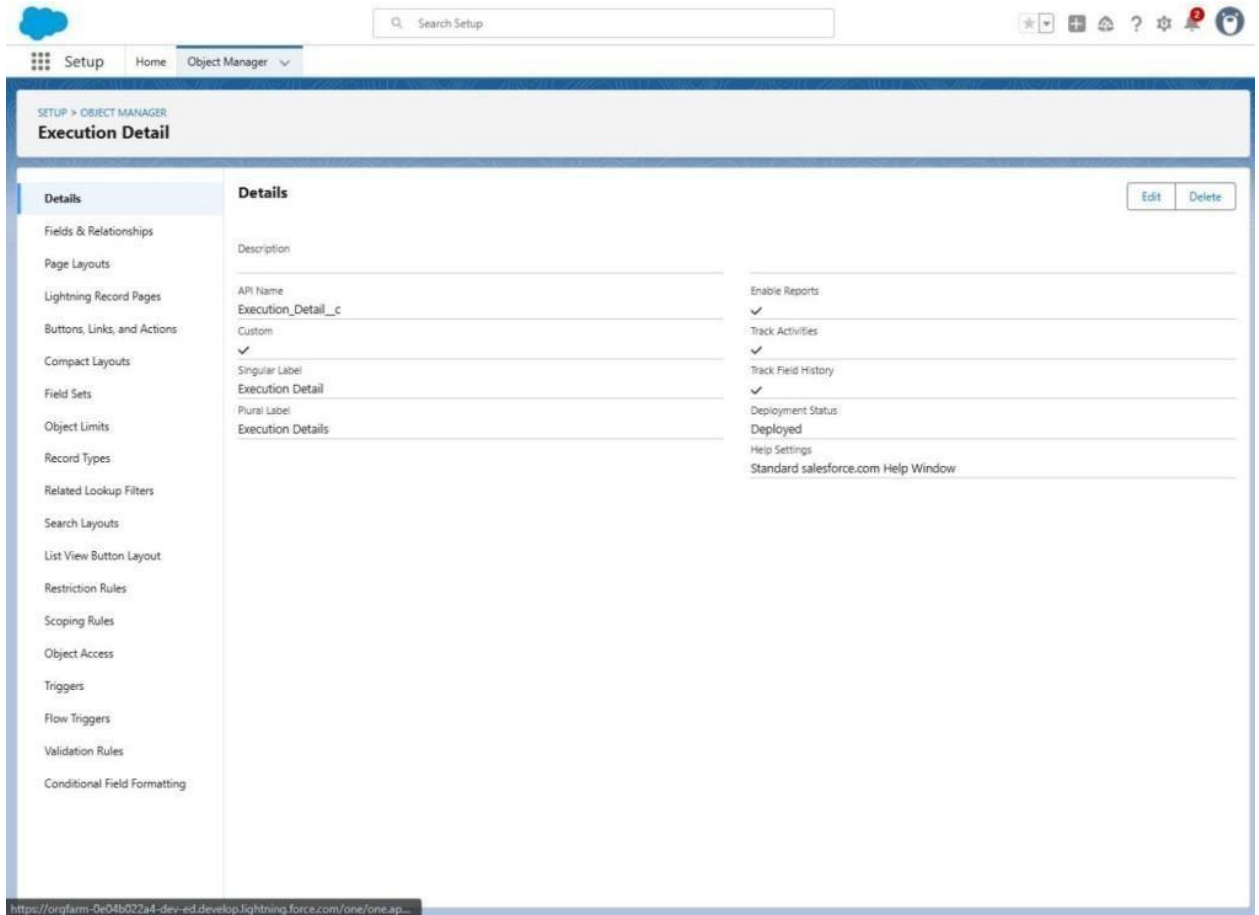 Search Setup
2
Setup
Home
Object Manager
SETUP > OBJECT MANAGER
Execution Detail
Details
Fields & Relationships
Page Layouts
Lightning Record Pages
Buttons, Links, and Actions
Compact Layouts
Field Sets
Object Limits
Record Types
Related Lookup Filters
Search Layouts
List View Button Layout
Restriction Rules
Scoping Rules
Object Access
Triggers
Flow Triggers
Validation Rules
Conditional Field Formatting
Details
Edit
Delete
Description
API Name
Execution_Detail__c
Custom
Singular Label
Execution Detail
Plural Label
Execution Details
Enable Reports
Track Activities
Track Field History
Deployment Status
Deployed
Help Settings
Standard salesforce.com Help Window
https://orgfarm-0e04b022a4-dev-ed.develop.lightning.force.com/one/one.ap...